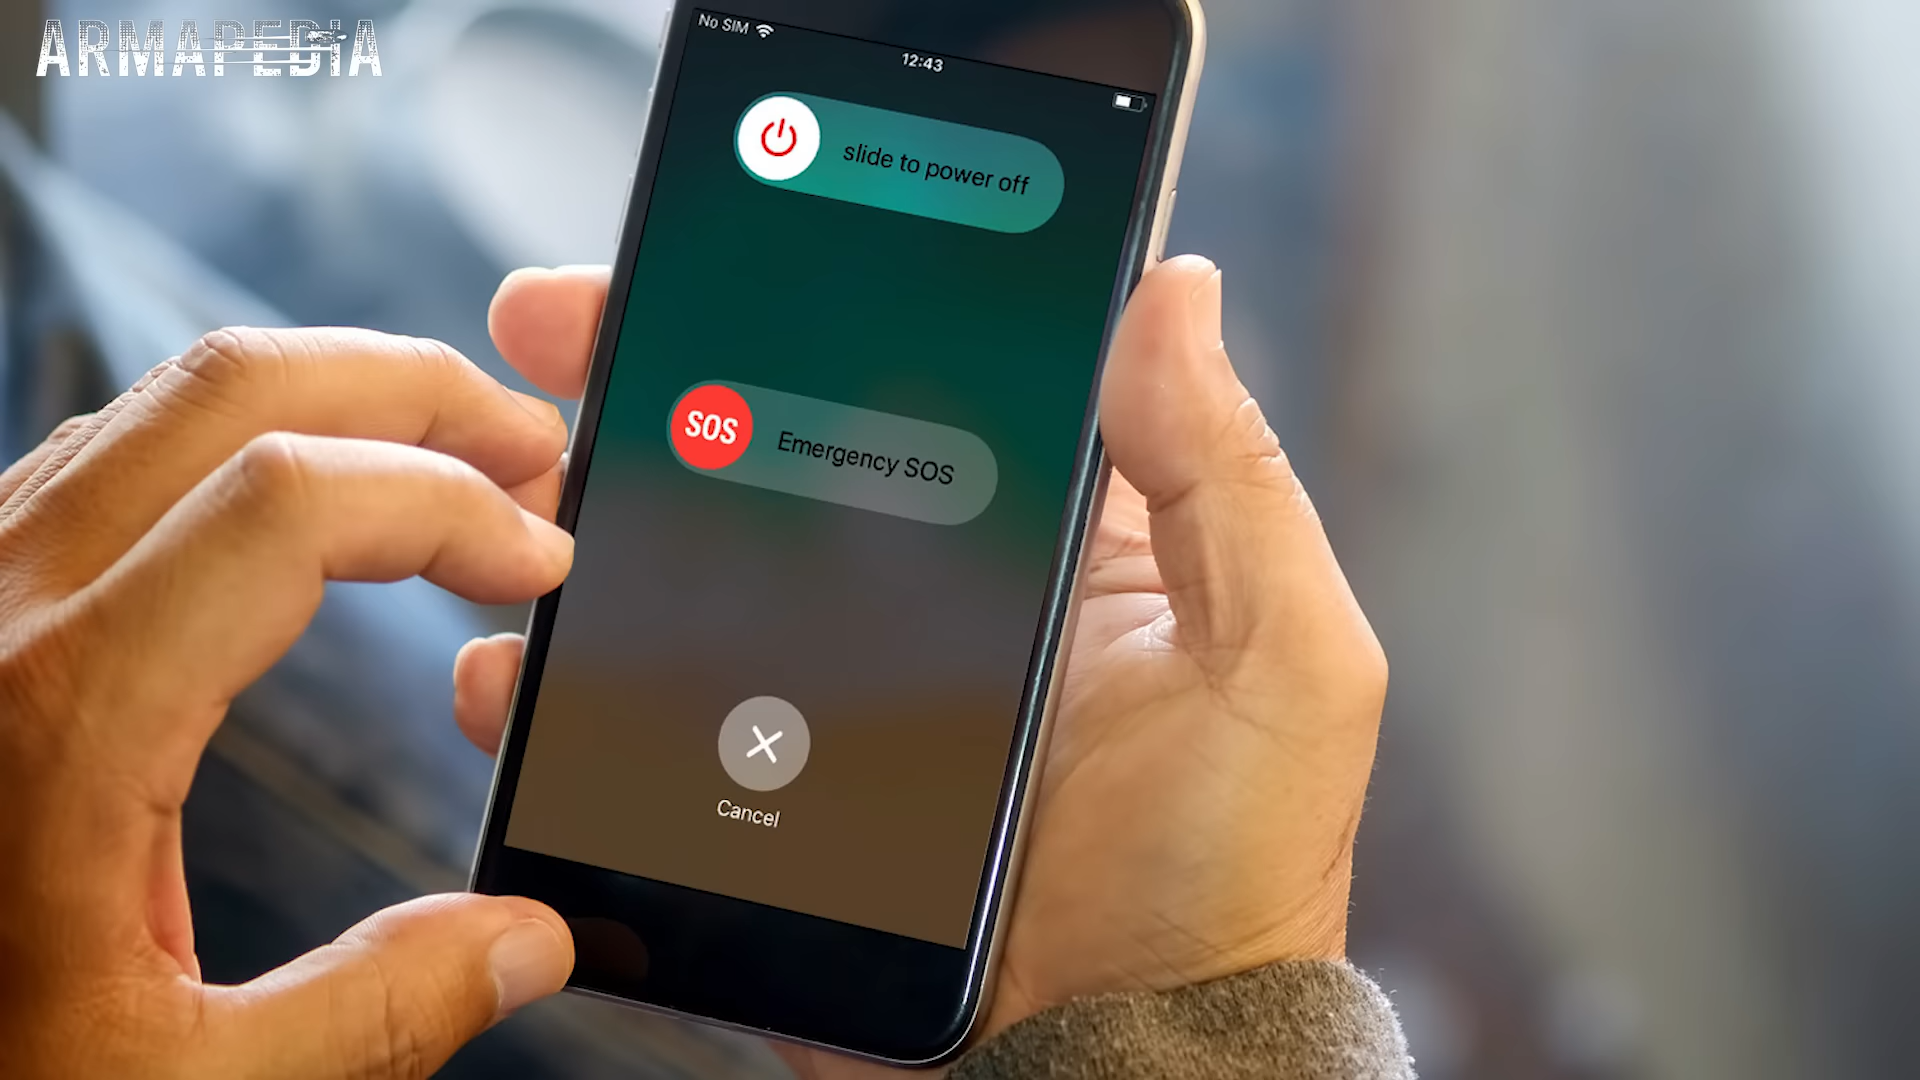 ARMAPEDIA
No SIM
12:43
slide to power off
SOS
Emergency SOS
Cancel